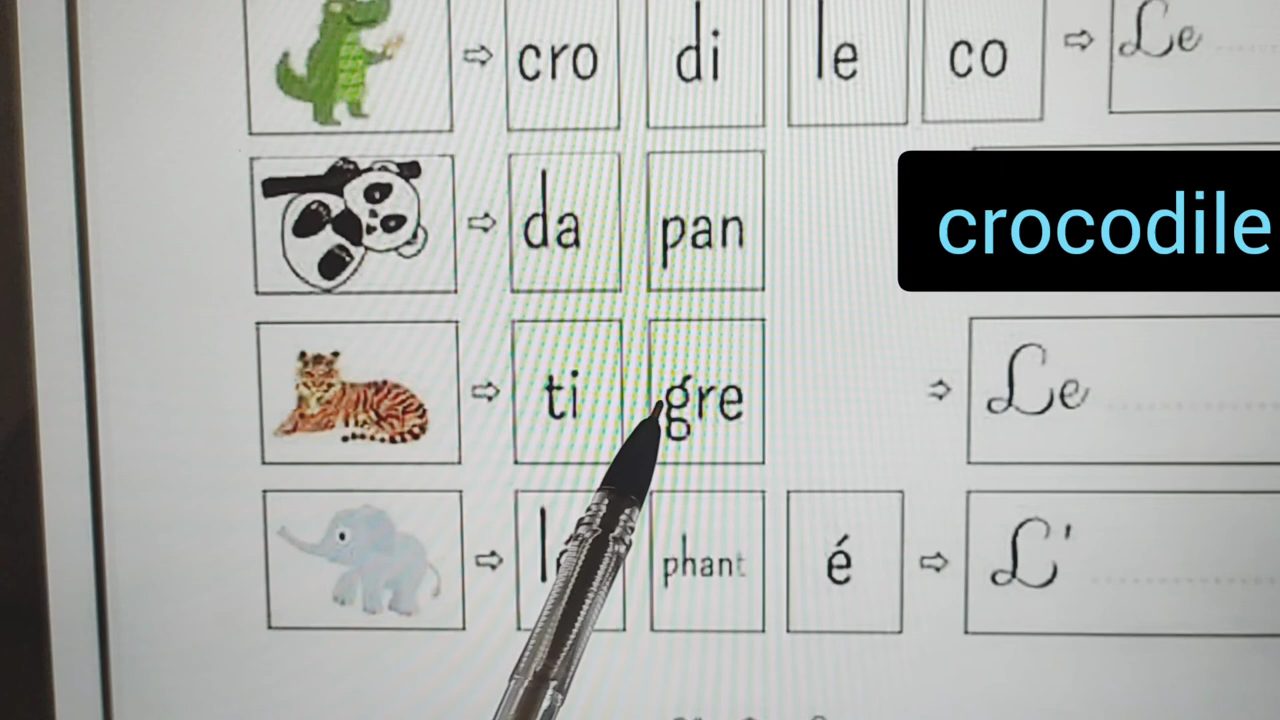 cro di le co ⇨ Le
da pan
crocodile
ti gre ⇨ Le
phant é ⇨ L'